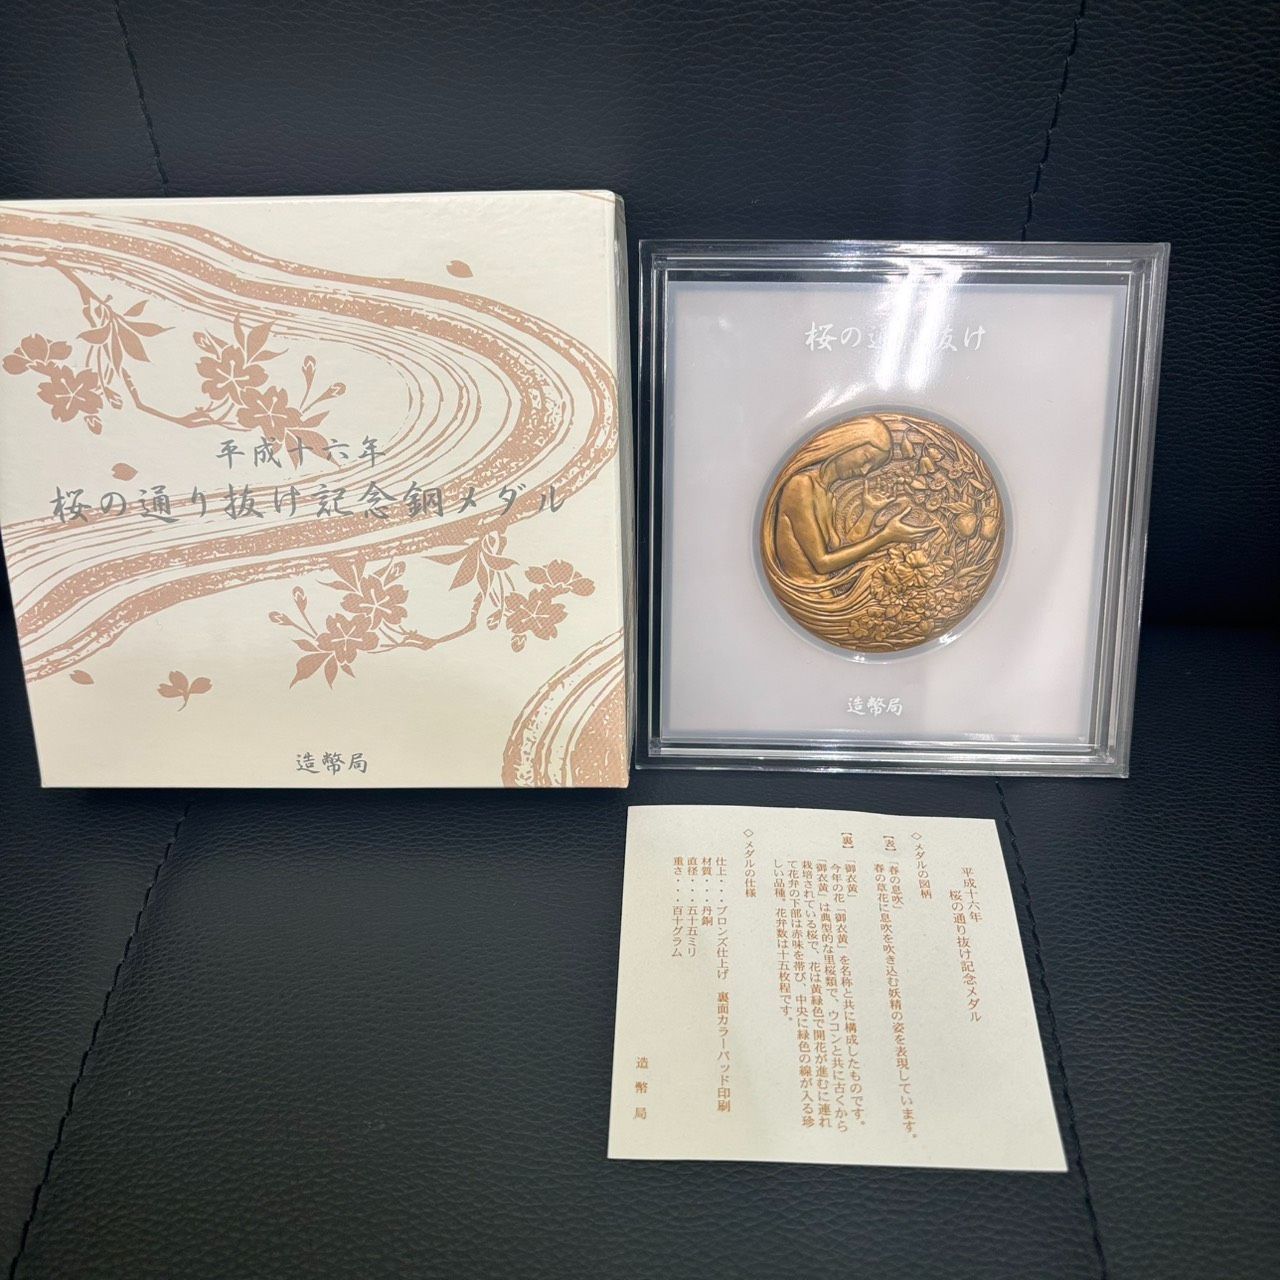 平成十六年
桜の通り抜け記念銅メダル
造幣局
桜の通り抜け
造幣局
平成十六年
桜の通り抜け記念メダル
◇メダルの図柄
【表】「春の息吹」
春の草花に息吹を吹き込む妖精の姿を表現しています。
【裏】「御衣黄」
今年の花「御衣黄」を名称と共に構成したものです。
「御衣黄」は典型的な里桜類で、ウコンと共に古くから
栽培されている桜で、花は黄緑色で開花が進むに連れ
て花弁の下部は赤味を帯び、中央に緑色の線が入る珍
しい品種。花弁数は十五枚程です。
◇メダルの仕様
仕上・・ブロンズ仕上げ 裏面カラーパッド印刷
材質・・・丹銅
直径・・・五十五ミリ
重さ・・・百十グラム
造幣局